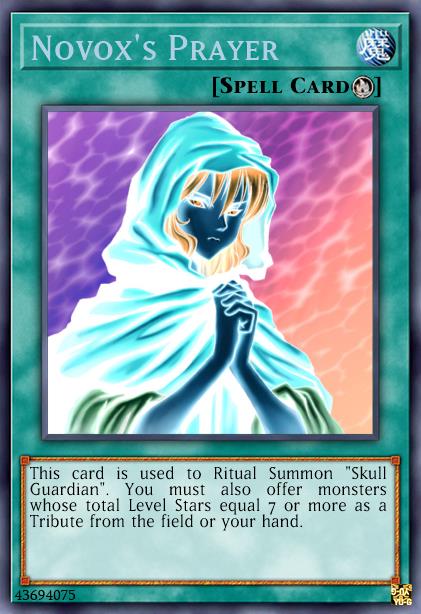 Novox's Prayer
魔
[Spell Card]
This card is used to Ritual Summon "Skull
Guardian". You must also offer monsters
whose total Level Stars equal 7 or more as a
Tribute from the field or your hand.
43694075